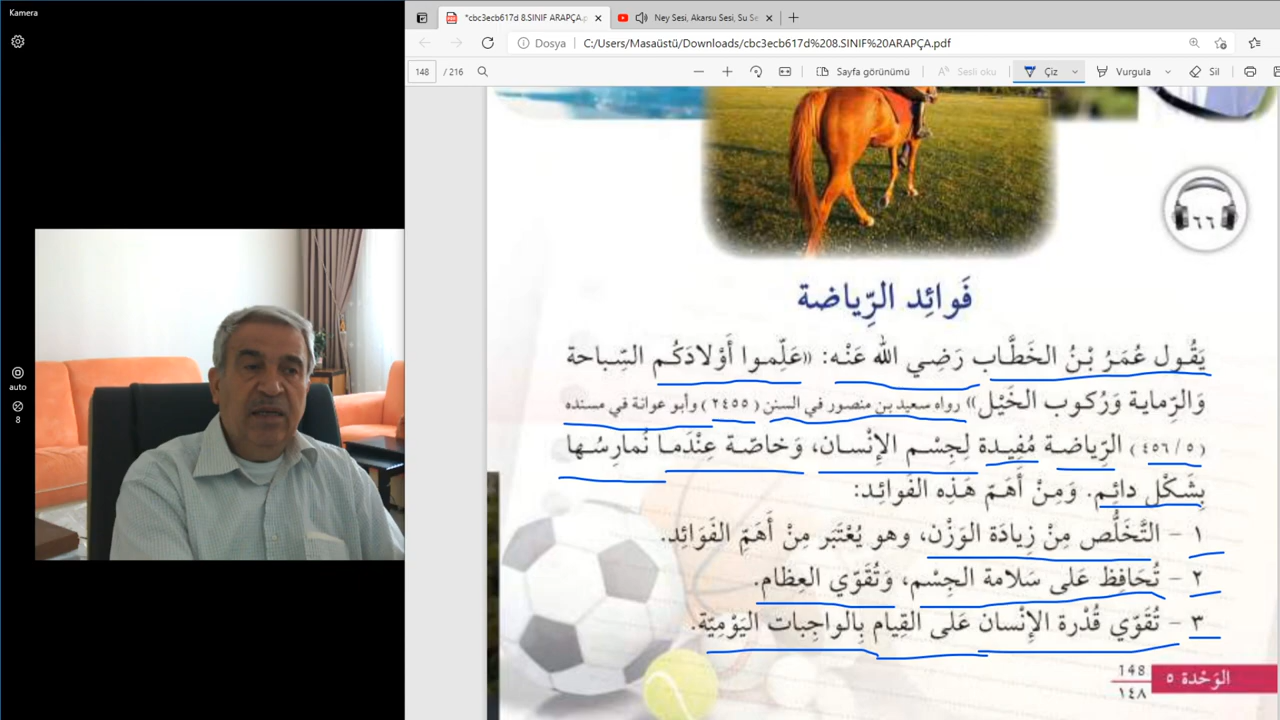 Kamera
*cbc3ecb617d 8.SINIF ARAPÇA.p
Ney Sesi, Akarsu Sesi, Su Se
Dosya
C:/Users/Masaüstü/Downloads/cbc3ecb617d%208.SINIF%20ARAPÇA.pdf
148 / 216
Sayfa görünümü
Sesli oku
Çiz
Vurgula
Sil
٦٦
فَوائِد الرِّياضة
يَقُول عُمَرُ بْنُ الخَطَّاب رَضِي الله عَنْه: «عَلِّموا أَوْلادَكُم السِّباحة
وَالرِّماية وَرُكوب الخَيْل» رواه سعيد بن منصور في السنن (٢٤٥٥) وأبو عوانة في مسنده
(٤٥٦/٥) الرِّياضة مُفِيدة لِجِسْم الإِنْسان، وَخاصّة عِنْدَما نُمارِسُها
بِشَكْل دائِم. وَمِنْ أَهَمّ هَذِه الفَوائِد:
١ - التَّخَلُّص مِنْ زِيادَة الوَزْن، وهو يُعْتَبَر مِنْ أَهَمِّ الفَوائِد.
٢ - تُحَافِظ عَلى سَلامة الجِسْم، وَتُقَوّي العِظام.
٣ - تُقَوّي قُدْرة الإِنْسان عَلى القِيام بِالواجِبات اليَوْمِيّة.
auto
8
148
١٤٨
الوَحْدة ٥